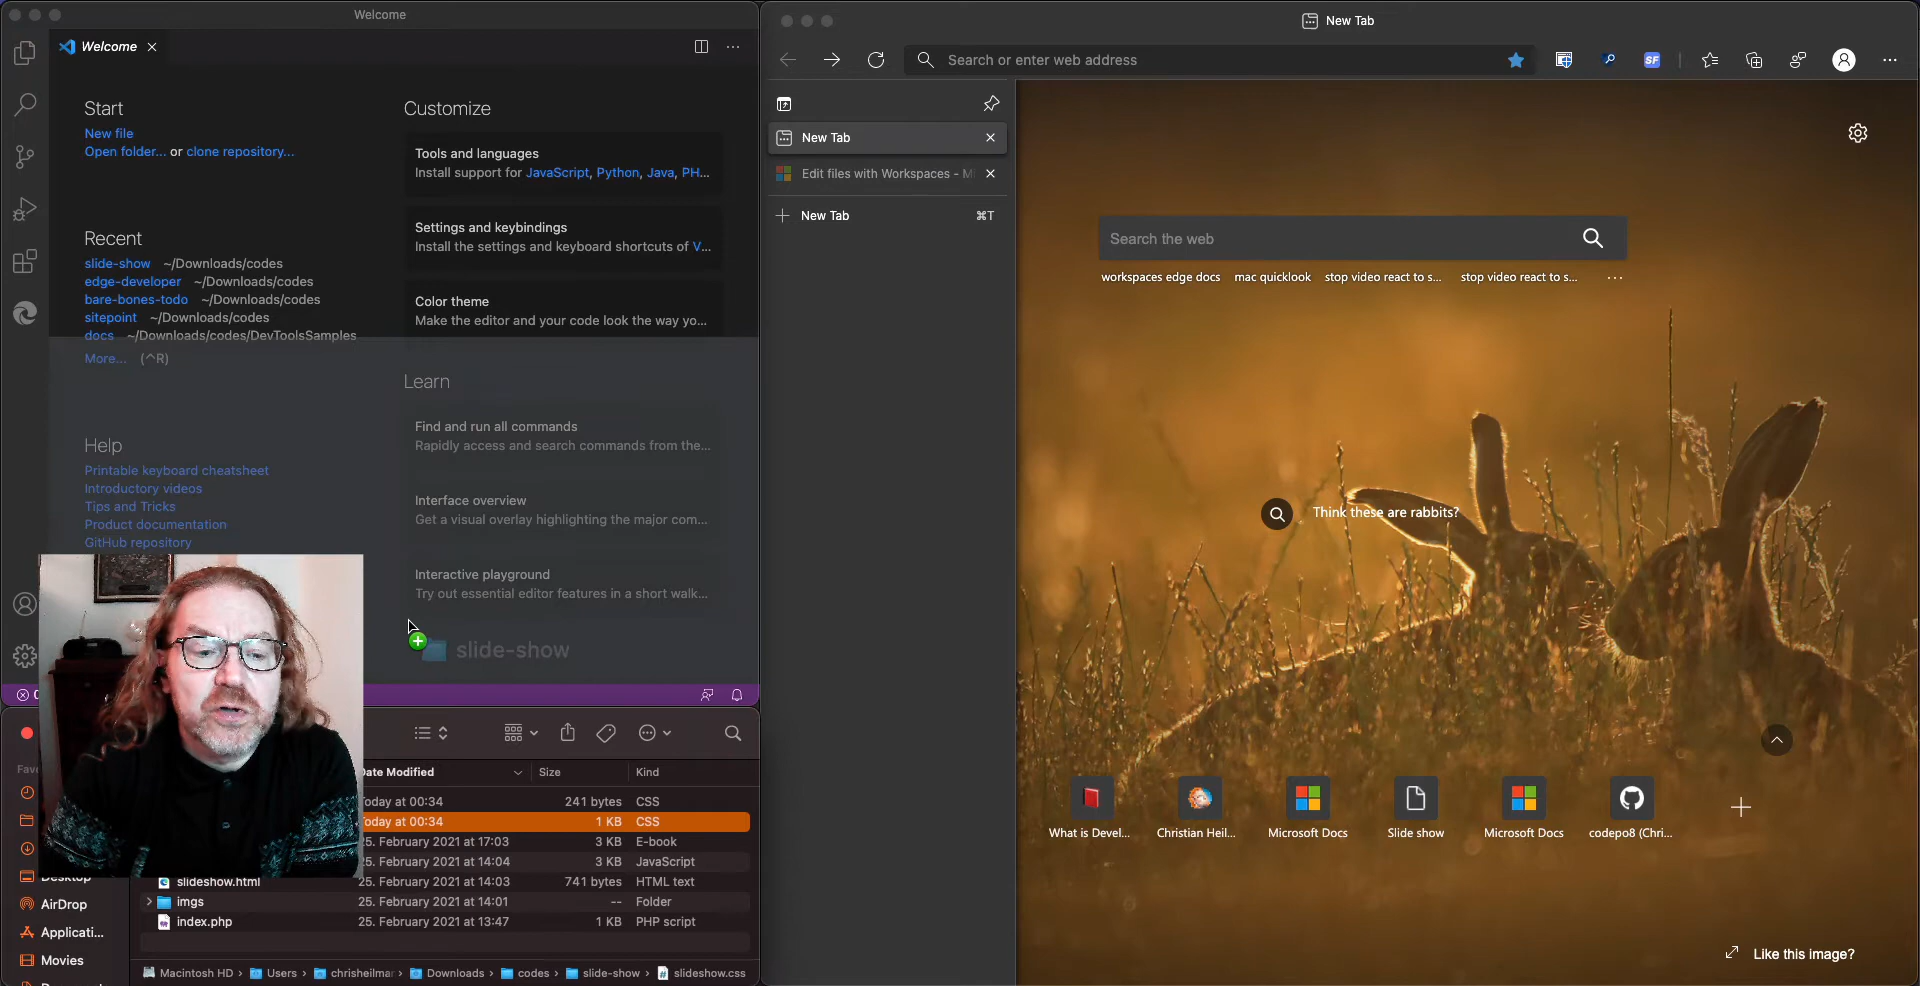 Welcome
Welcome
Start
New file
Open folder... or clone repository...
Recent
slide-show ~/Downloads/codes
edge-developer ~/Downloads/codes
bare-bones-todo ~/Downloads/codes
sitepoint ~/Downloads/codes
docs ~/Downloads/codes/DevToolsSamples
More... (^R)
Help
Printable keyboard cheatsheet
Introductory videos
Tips and Tricks
Product documentation
GitHub repository
Customize
Tools and languages
Install support for JavaScript, Python, Java, PH...
Settings and keybindings
Install the settings and keyboard shortcuts of V...
Color theme
Make the editor and your code look the way yo...
Learn
Find and run all commands
Rapidly access and search commands from the...
Interface overview
Get a visual overlay highlighting the major com...
Interactive playground
Try out essential editor features in a short walk...
slide-show
Date Modified Size Kind
Today at 00:34 241 bytes CSS
Today at 00:34 1 KB CSS
25. February 2021 at 17:03 3 KB E-book
25. February 2021 at 14:04 3 KB JavaScript
slideshow.html 25. February 2021 at 14:03 741 bytes HTML text
imgs 25. February 2021 at 14:01 -- Folder
index.php 25. February 2021 at 13:47 1 KB PHP script
Desktop
AirDrop
Applicati...
Movies
Macintosh HD › Users › chrisheilmar › Downloads › codes › slide-show › slideshow.css
New Tab
Search or enter web address
SF
New Tab
Edit files with Workspaces - M
New Tab ⌘T
Search the web
workspaces edge docs mac quicklook stop video react to s... stop video react to s... ...
Think these are rabbits?
What is Devel... Christian Heil... Microsoft Docs Slide show Microsoft Docs codepo8 (Chri...
Like this image?